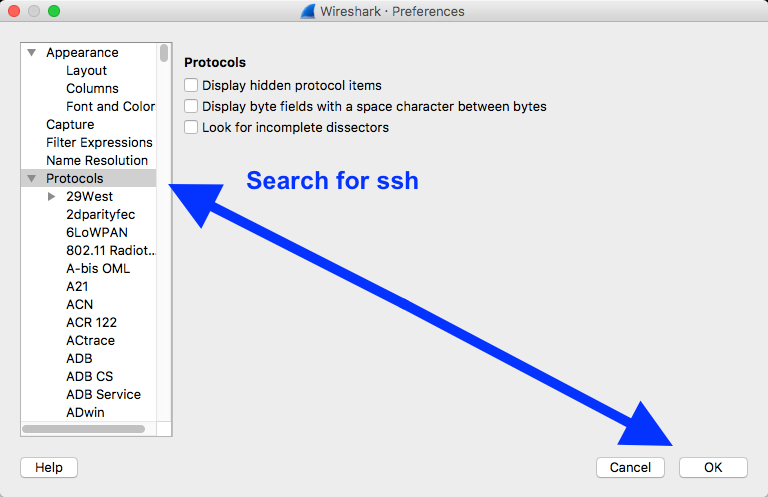 Wireshark · Preferences
Appearance
Layout
Columns
Font and Color
Capture
Filter Expressions
Name Resolution
Protocols
29West
2dparityfec
6LoWPAN
802.11 Radiot...
A-bis OML
A21
ACN
ACR 122
ACtrace
ADB
ADB CS
ADB Service
ADwin
Protocols
Display hidden protocol items
Display byte fields with a space character between bytes
Look for incomplete dissectors
Search for ssh
Help
Cancel
OK